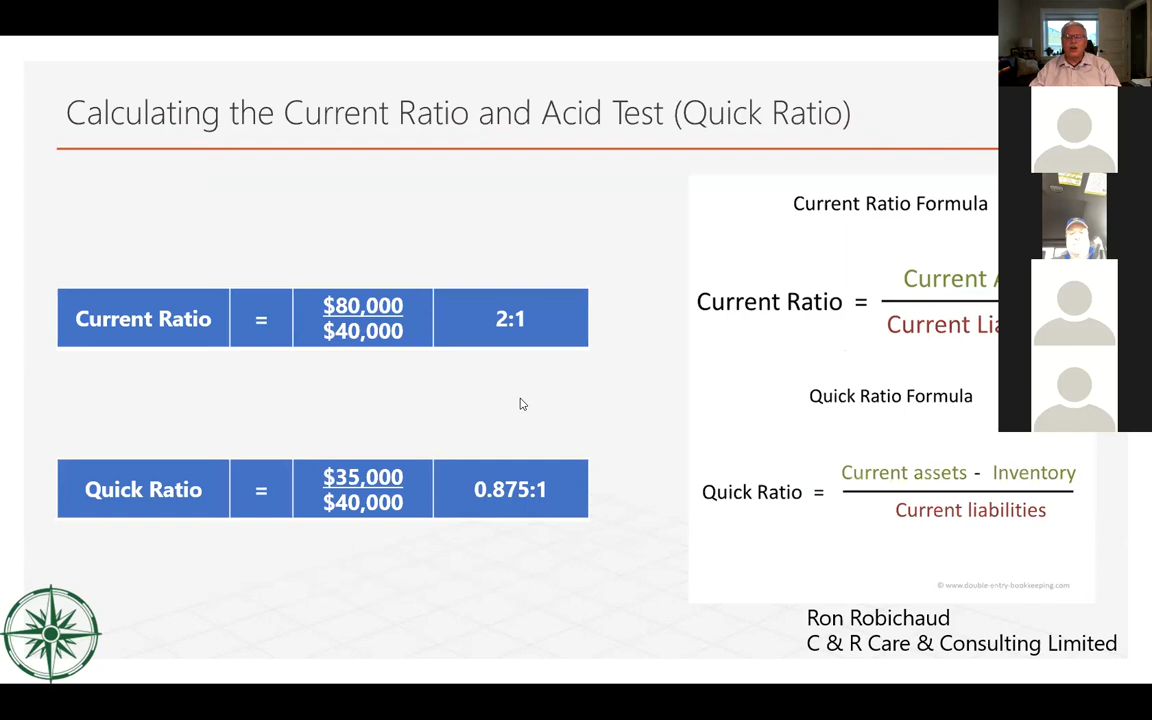 Calculating the Current Ratio and Acid Test (Quick Ratio)
Current Ratio = $80,000 2:1
$40,000
Quick Ratio = $35,000 0.875:1
$40,000
Current Ratio Formula
Current Ratio = Current
Current
Quick Ratio Formula
Quick Ratio = Current assets - Inventory
Current liabilities
© www.double-entry-bookkeeping.com
Ron Robichaud
C & R Care & Consulting Limited